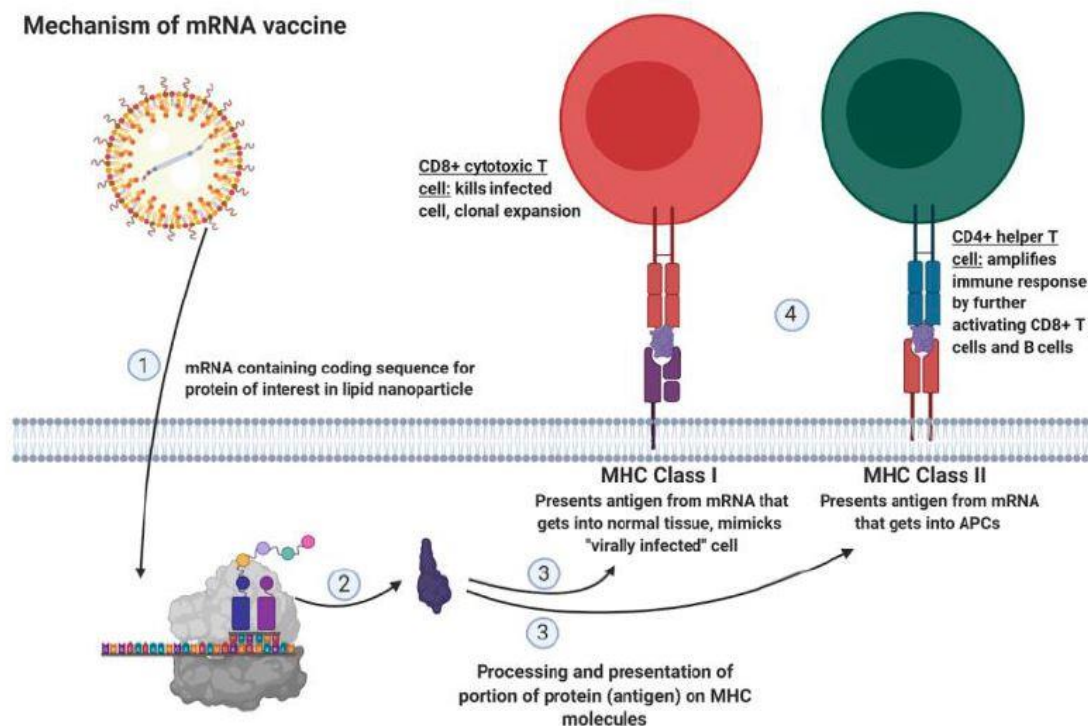 Mechanism of mRNA vaccine
CD8+ cytotoxic T
cell: kills infected
cell, clonal expansion
CD4+ helper T
cell: amplifies
immune response
by further
activating CD8+ T
cells and B cells
4
1
mRNA containing coding sequence for
protein of interest in lipid nanoparticle
MHC Class I
Presents antigen from mRNA that
gets into normal tissue, mimicks
"virally infected" cell
MHC Class II
Presents antigen from mRNA
that gets into APCs
2
3
3
Processing and presentation of
portion of protein (antigen) on MHC
molecules